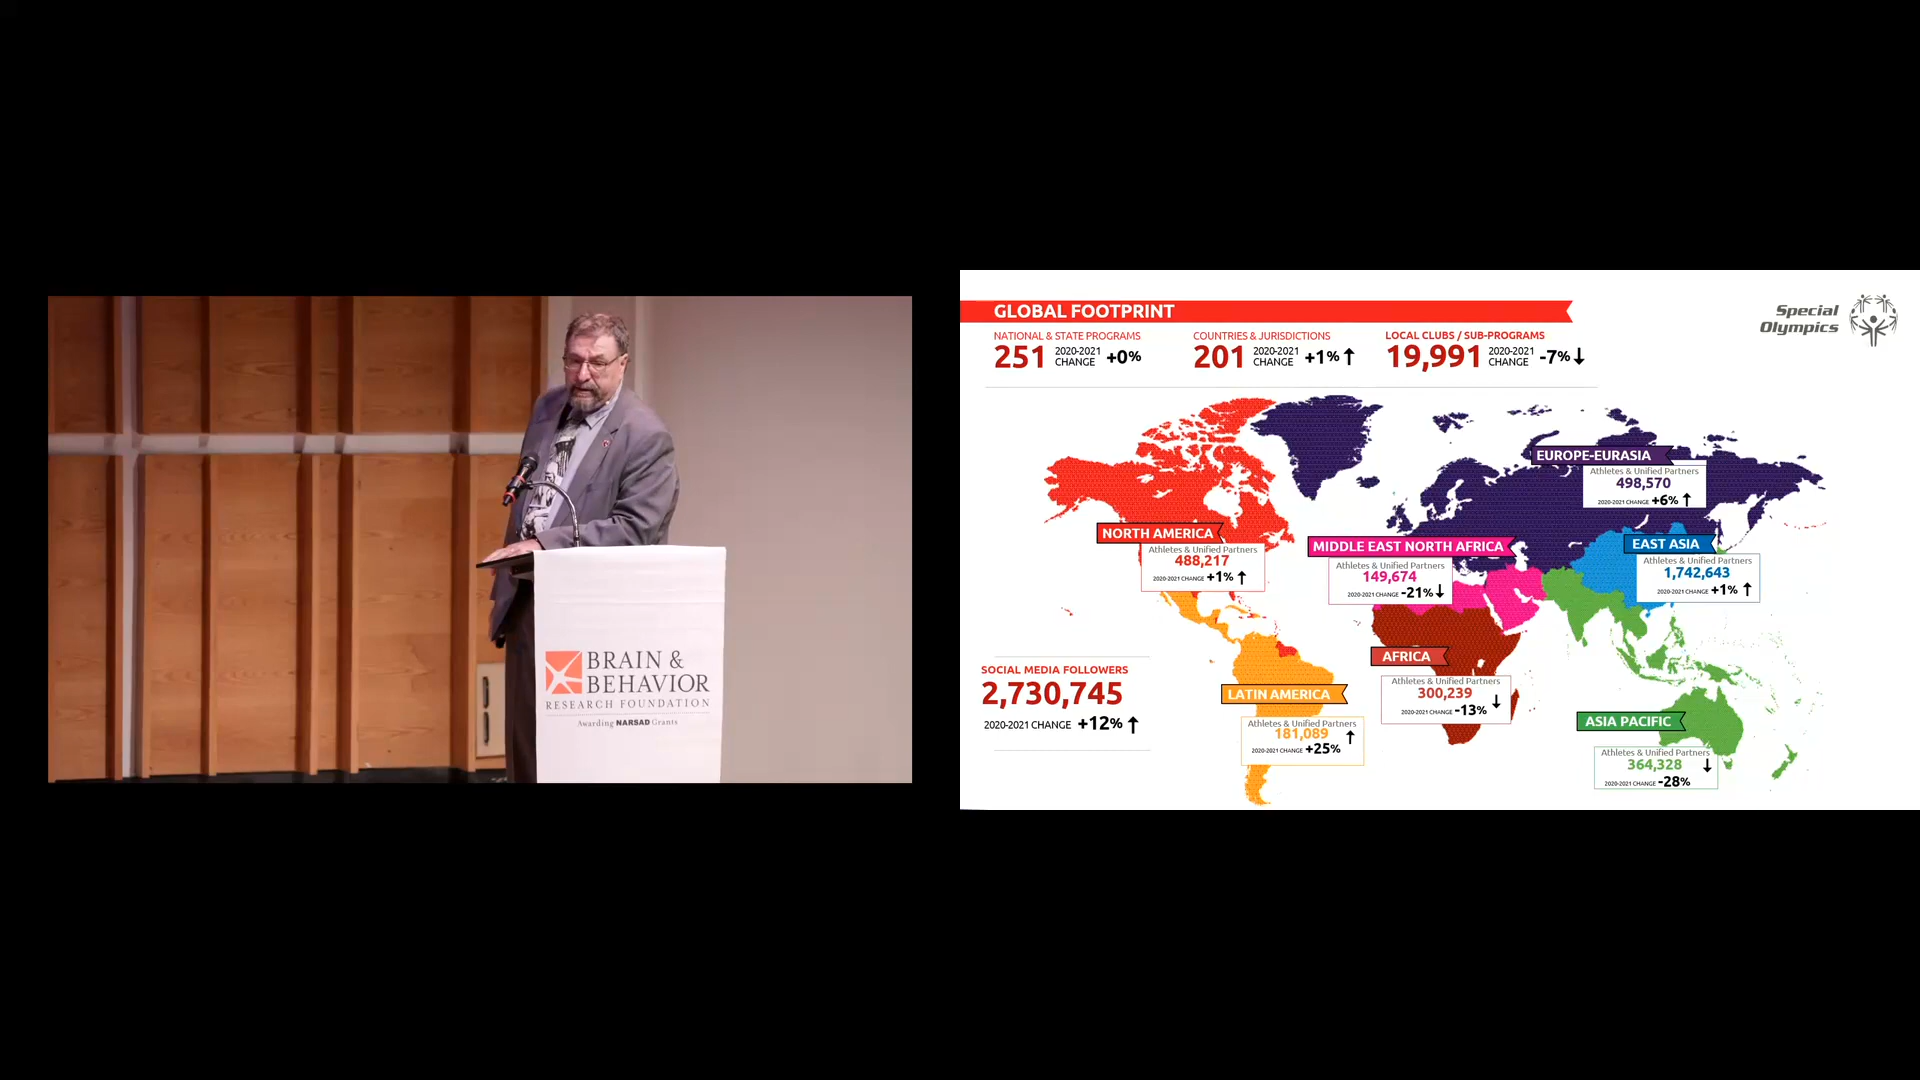 BRAIN &
BEHAVIOR
RESEARCH FOUNDATION
Awarding NARSAD Grants
GLOBAL FOOTPRINT
Special
Olympics
NATIONAL & STATE PROGRAMS
251 2020-2021 CHANGE +0%
COUNTRIES & JURISDICTIONS
201 2020-2021 CHANGE +1%
LOCAL CLUBS / SUB-PROGRAMS
19,991 2020-2021 CHANGE -7%
EUROPE-EURASIA
Athletes & Unified Partners
498,570
2020-2021 CHANGE +6%
NORTH AMERICA
Athletes & Unified Partners
488,217
2020-2021 CHANGE +1%
MIDDLE EAST NORTH AFRICA
Athletes & Unified Partners
149,674
2020-2021 CHANGE -21%
EAST ASIA
Athletes & Unified Partners
1,742,643
2020-2021 CHANGE +1%
AFRICA
Athletes & Unified Partners
300,239
2020-2021 CHANGE -13%
SOCIAL MEDIA FOLLOWERS
2,730,745
2020-2021 CHANGE +12%
LATIN AMERICA
Athletes & Unified Partners
181,089
2020-2021 CHANGE +25%
ASIA PACIFIC
Athletes & Unified Partners
364,328
2020-2021 CHANGE -28%